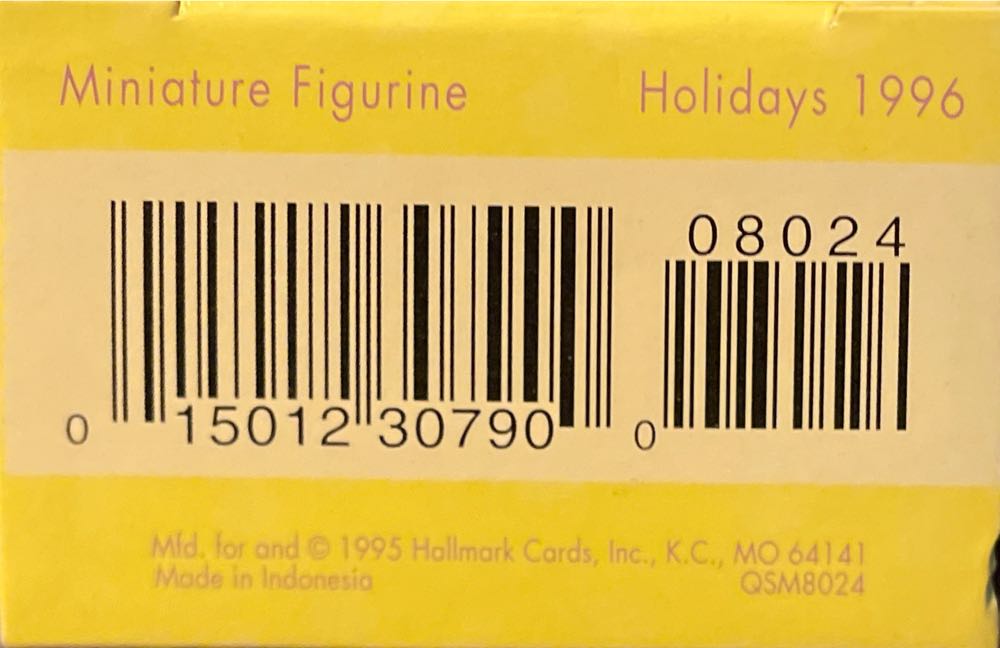 Miniature Figurine Holidays 1996
08024
0 15012 30790 0
Mfd. for and © 1995 Hallmark Cards, Inc., K.C., MO 64141
Made in Indonesia QSM8024